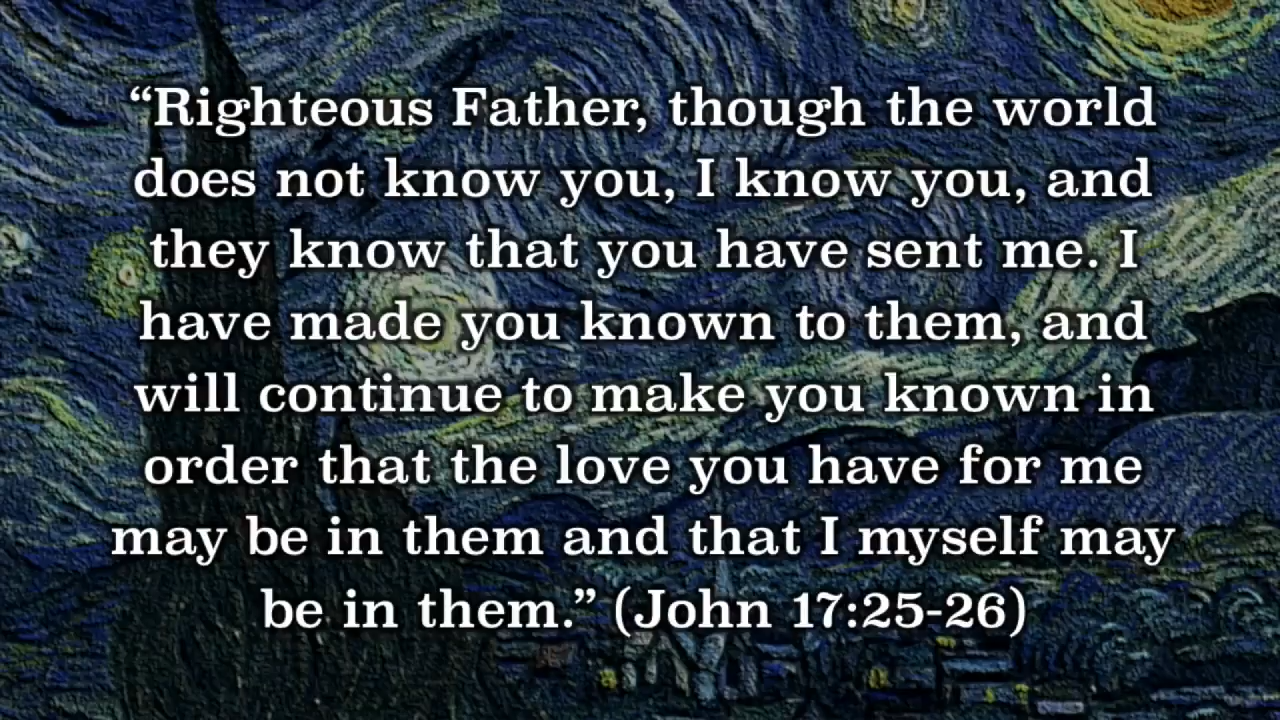 “Righteous Father, though the world
does not know you, I know you, and
they know that you have sent me. I
have made you known to them, and
will continue to make you known in
order that the love you have for me
may be in them and that I myself may
be in them.” (John 17:25-26)